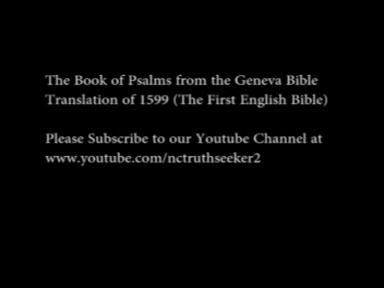 The Book of Psalms from the Geneva Bible
Translation of 1599 (The First English Bible)
Please Subscribe to our Youtube Channel at
www.youtube.com/nctruthseeker2